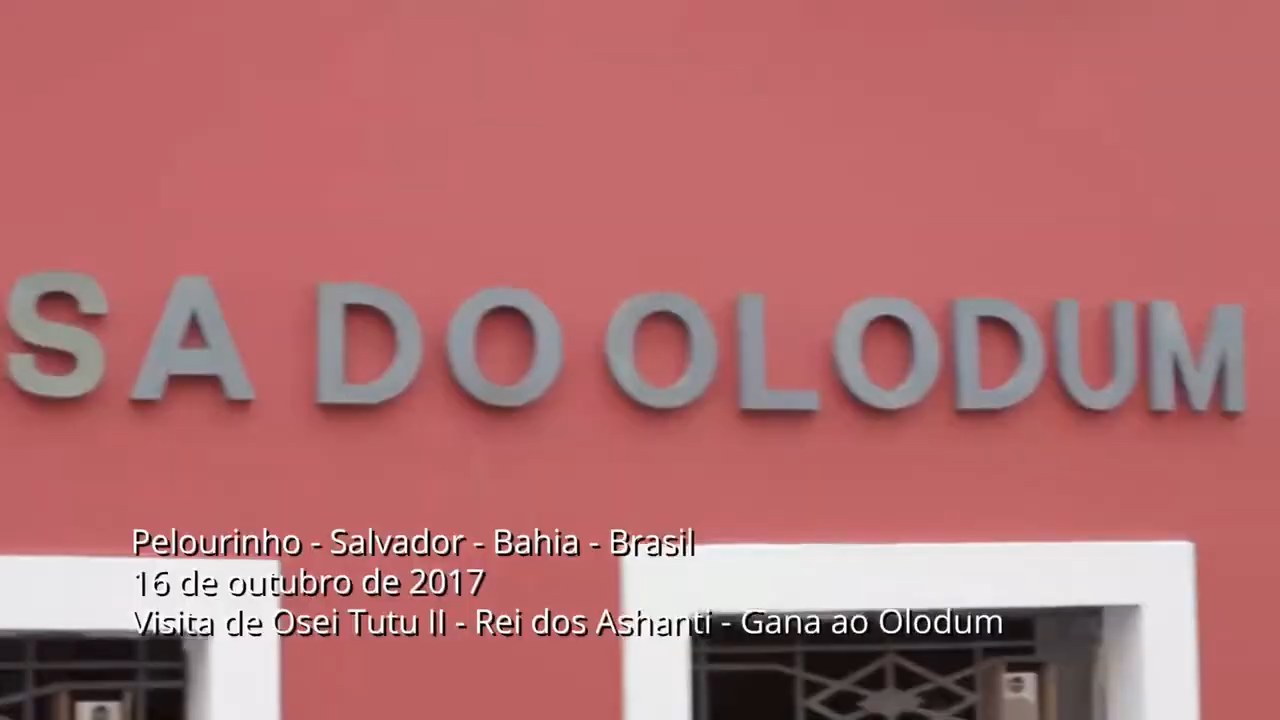 SA DO OLODUM
Pelourinho - Salvador - Bahia - Brasil
16 de outubro de 2017
Visita de Osei Tutu II - Rei dos Ashanti - Gana ao Olodum